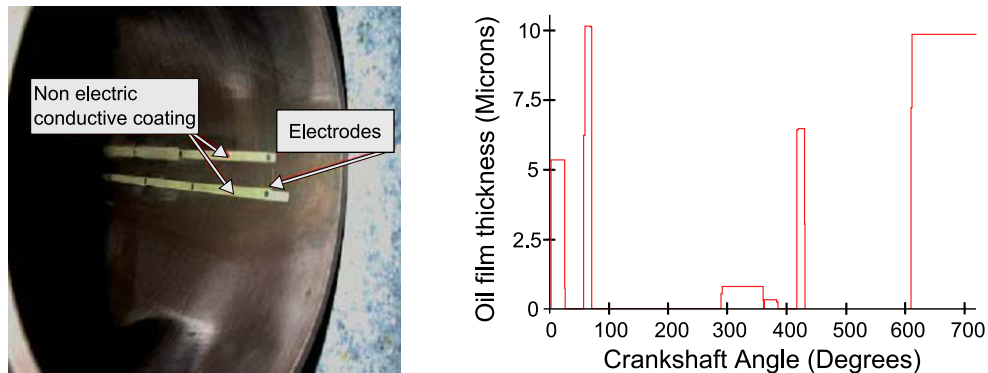 Non electric
conductive coating
Electrodes
Oil film thickness (Microns)
10
7.5
5
2.5
0
0 100 200 300 400 500 600 700
Crankshaft Angle (Degrees)